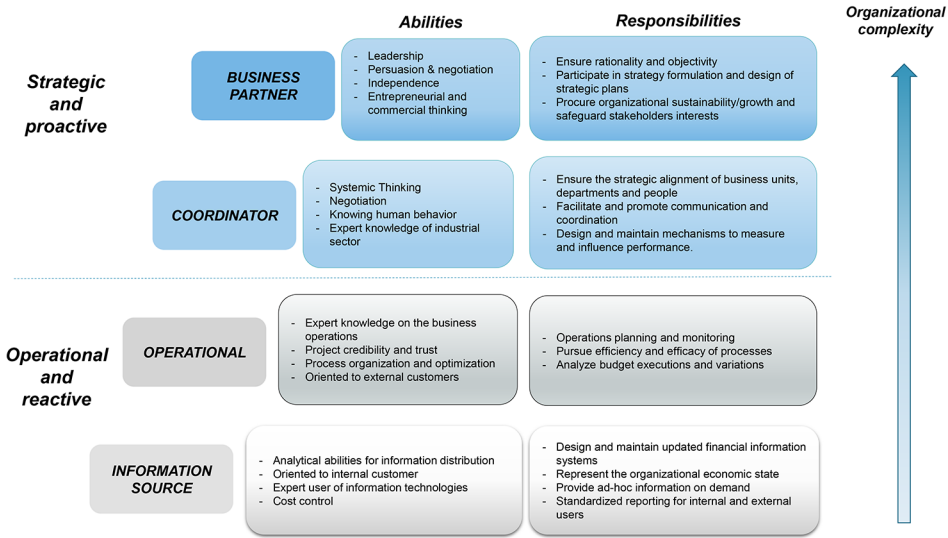 Abilities
Responsibilities
Organizational
complexity
Strategic
and
proactive
BUSINESS
PARTNER
- Leadership
- Persuasion & negotiation
- Independence
- Entrepreneurial and
commercial thinking
- Ensure rationality and objectivity
- Participate in strategy formulation and design of
strategic plans
- Procure organizational sustainability/growth and
safeguard stakeholders interests
COORDINATOR
- Systemic Thinking
- Negotiation
- Knowing human behavior
- Expert knowledge of industrial
sector
- Ensure the strategic alignment of business units,
departments and people
- Facilitate and promote communication and
coordination
- Design and maintain mechanisms to measure
and influence performance.
Operational
and
reactive
OPERATIONAL
- Expert knowledge on the business
operations
- Project credibility and trust
- Process organization and optimization
- Oriented to external customers
- Operations planning and monitoring
- Pursue efficiency and efficacy of processes
- Analyze budget executions and variations
INFORMATION
SOURCE
- Analytical abilities for information distribution
- Oriented to internal customer
- Expert user of information technologies
- Cost control
- Design and maintain updated financial information
systems
- Represent the organizational economic state
- Provide ad-hoc information on demand
- Standardized reporting for internal and external
users